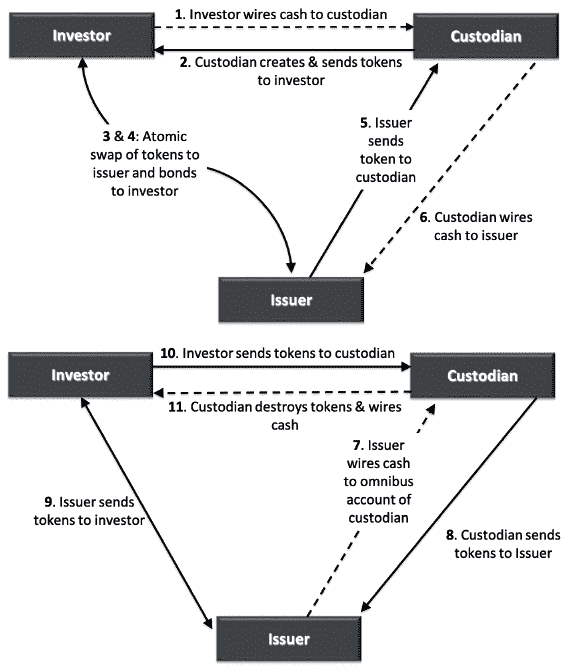 1. Investor wires cash to custodian
Investor
Custodian
2. Custodian creates & sends tokens
to investor
3 & 4: Atomic
swap of tokens to
issuer and bonds
to investor
5. Issuer
sends
token to
custodian
6. Custodian wires
cash to issuer
Issuer
10. Investor sends tokens to custodian
Investor
Custodian
11. Custodian destroys tokens & wires
cash
7. Issuer
wires cash
to omnibus
account of
custodian
9. Issuer sends
tokens to investor
8. Custodian sends
tokens to Issuer
Issuer